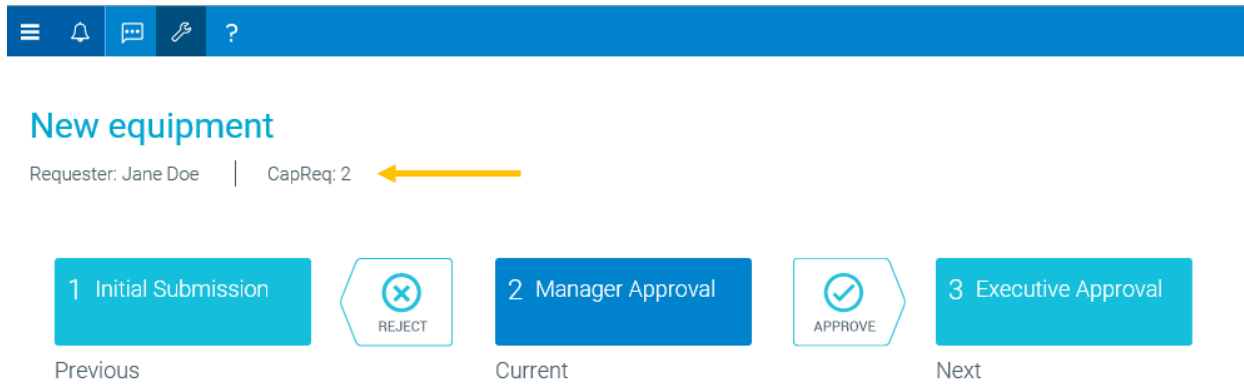 ?
New equipment
Requester: Jane Doe | CapReq: 2
1 Initial Submission
REJECT
2 Manager Approval
APPROVE
3 Executive Approval
Previous
Current
Next